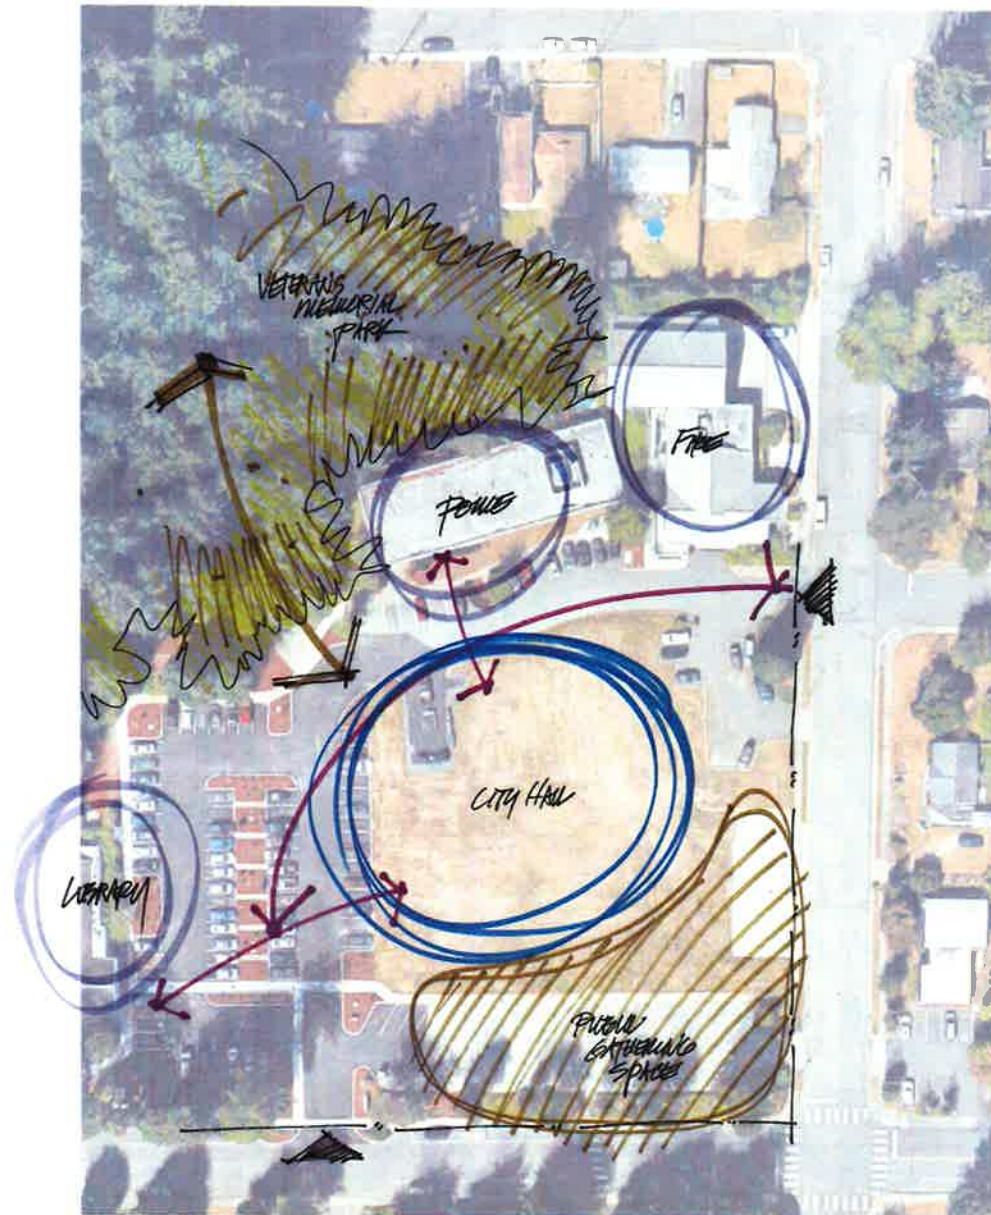 VETERANS
MEMORIAL
PARK
FIRE
POLICE
CITY HALL
LIBRARY
PUBLIC
GATHERING
SPACE